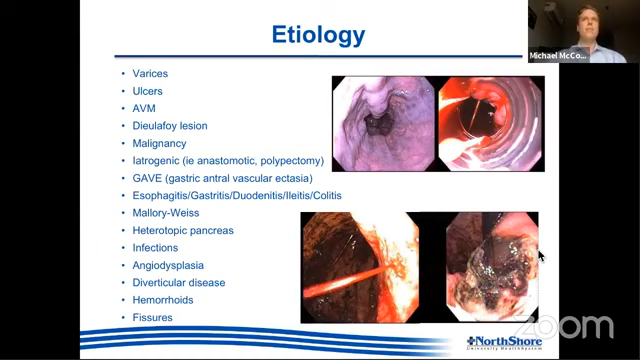 Etiology
Michael McCo...
• Varices
• Ulcers
• AVM
• Dieulafoy lesion
• Malignancy
• Iatrogenic (ie anastomotic, polypectomy)
• GAVE (gastric antral vascular ectasia)
• Esophagitis/Gastritis/Duodenitis/Ileitis/Colitis
• Mallory-Weiss
• Heterotopic pancreas
• Infections
• Angiodysplasia
• Diverticular disease
• Hemorrhoids
• Fissures
zoom
NorthShore
University HealthSystem